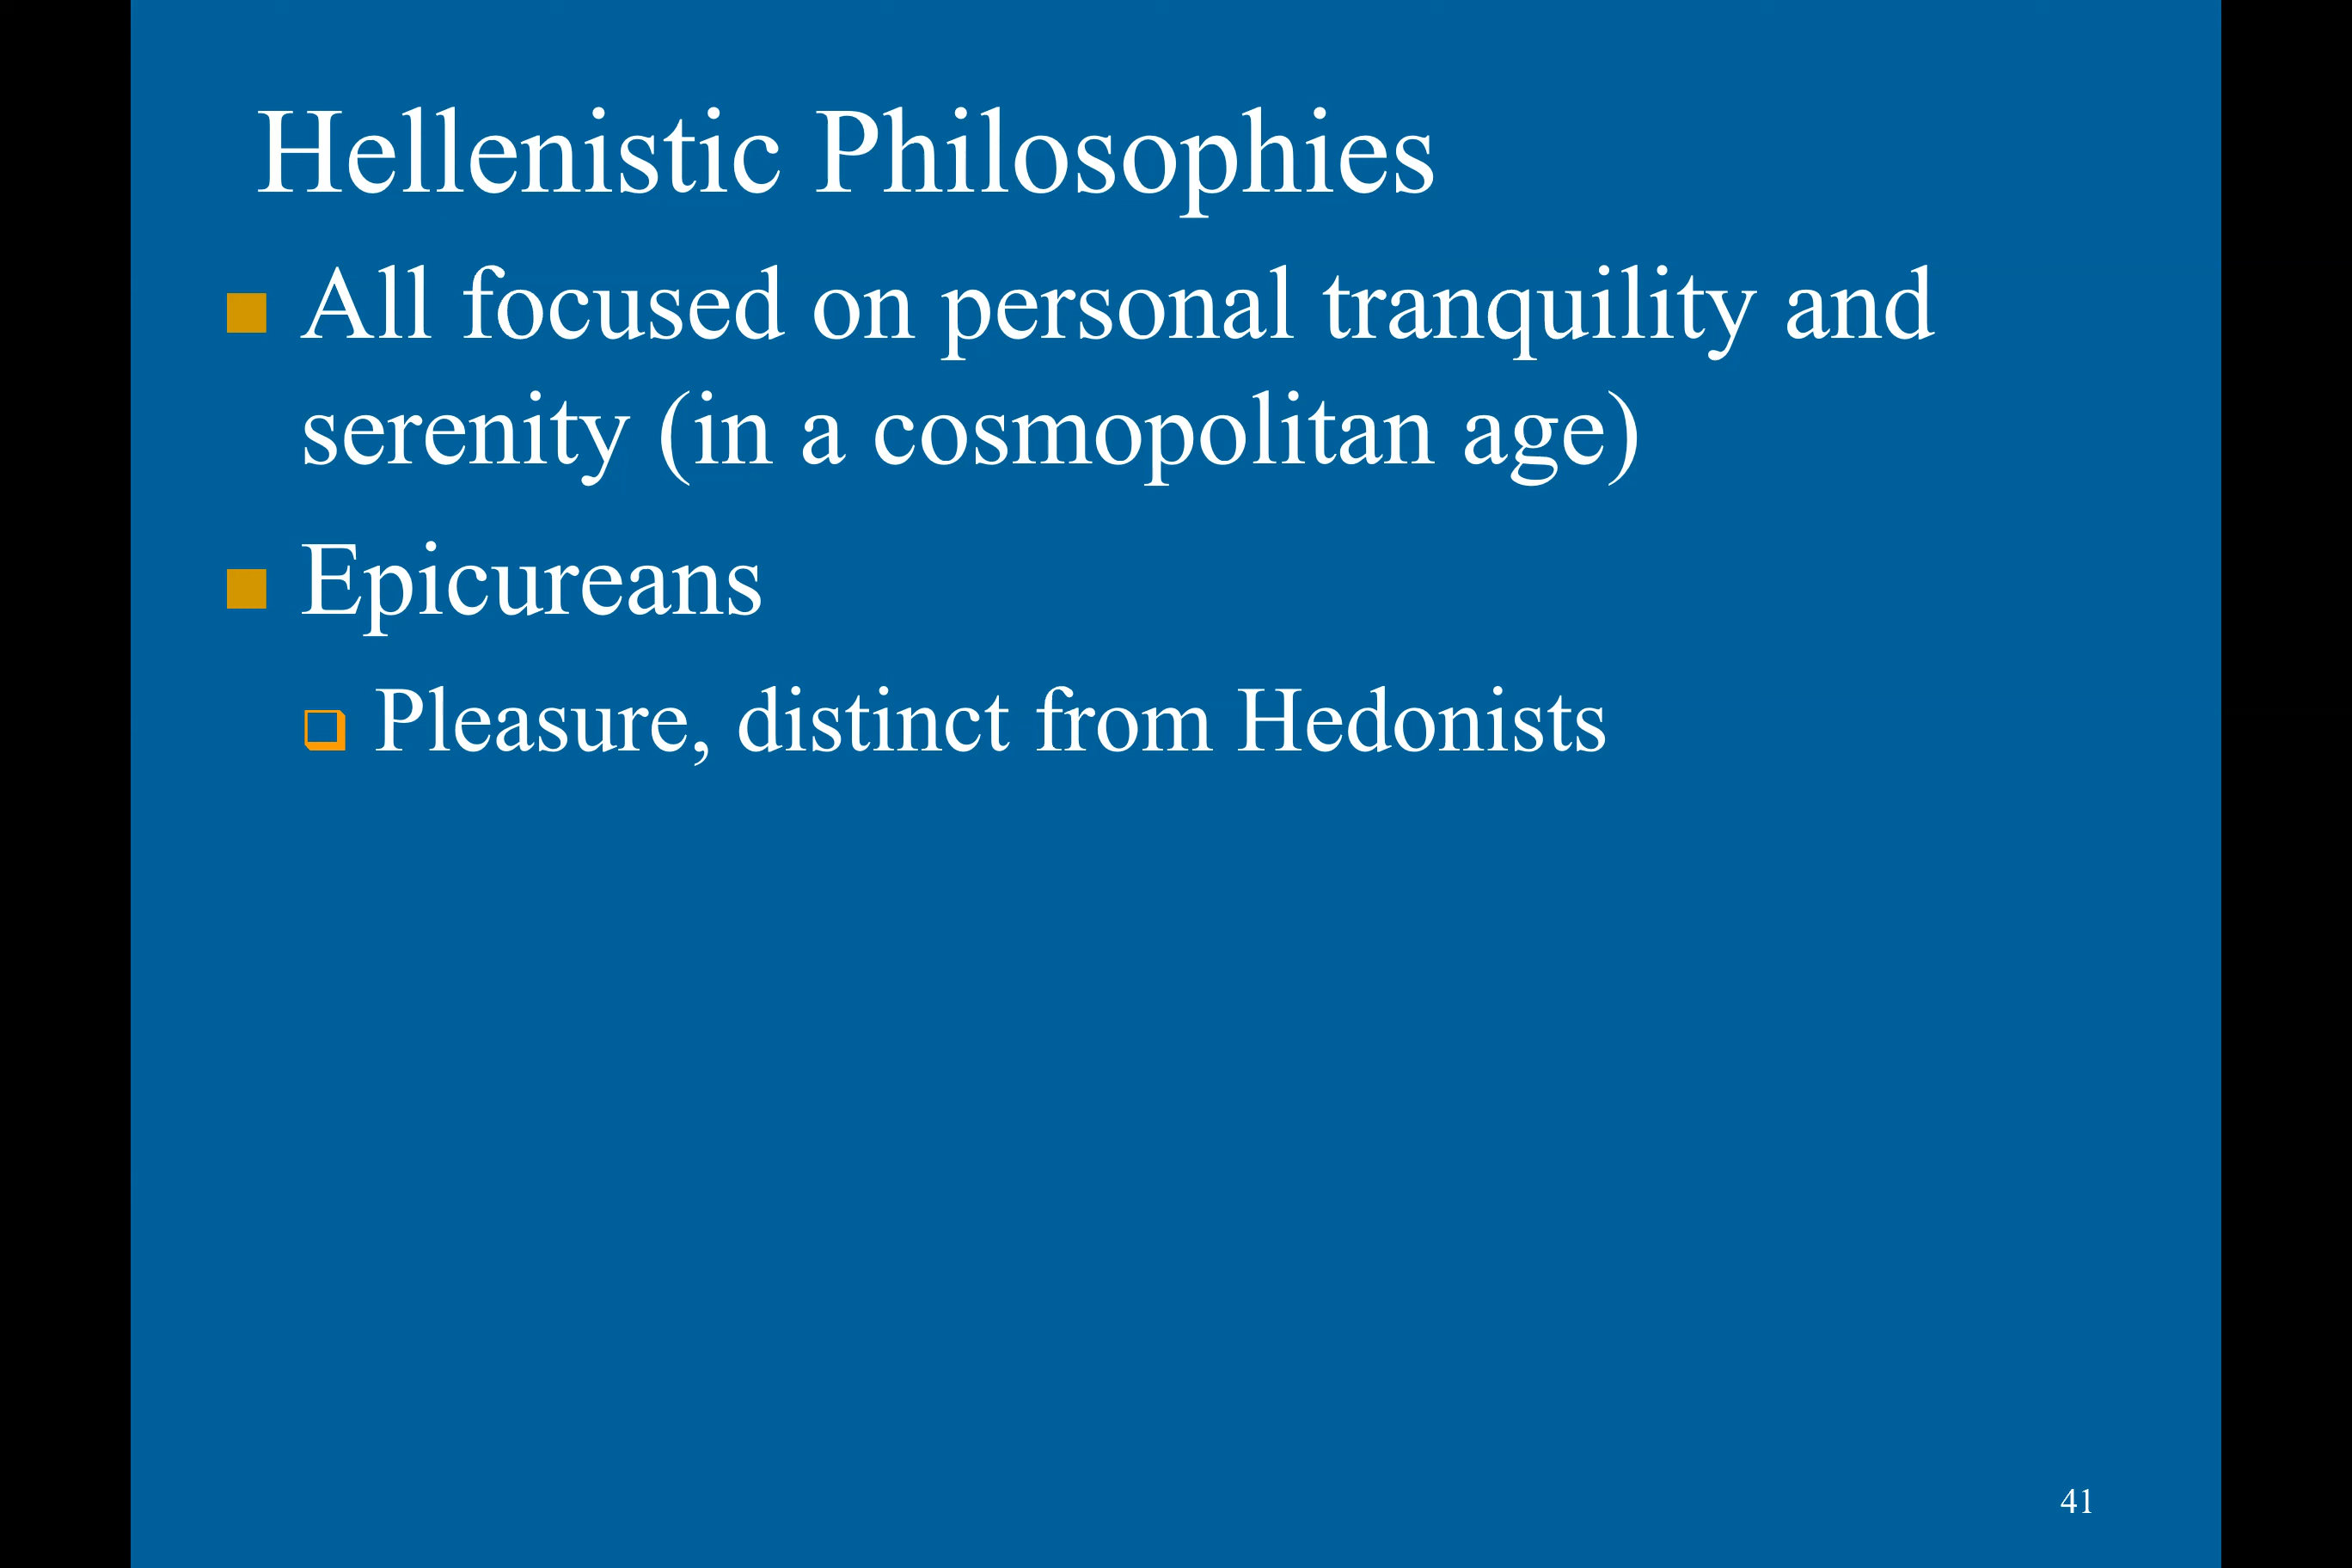 Hellenistic Philosophies
All focused on personal tranquility and
serenity (in a cosmopolitan age)
Epicureans
Pleasure, distinct from Hedonists
41